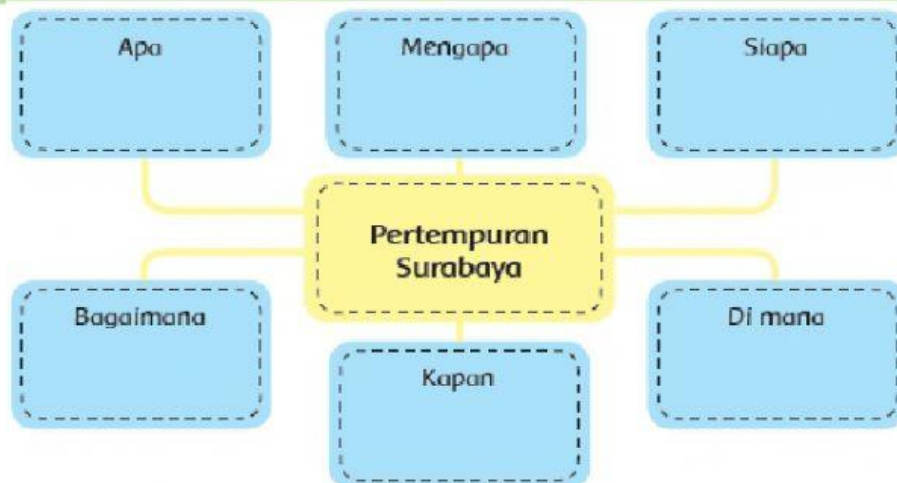 Apa
Mengapa
Siapa
Pertempuran
Surabaya
Bagaimana
Di mana
Kapan